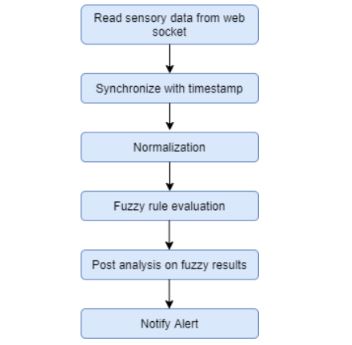 Read sensory data from web
socket
Synchronize with timestamp
Normalization
Fuzzy rule evaluation
Post analysis on fuzzy results
Notify Alert